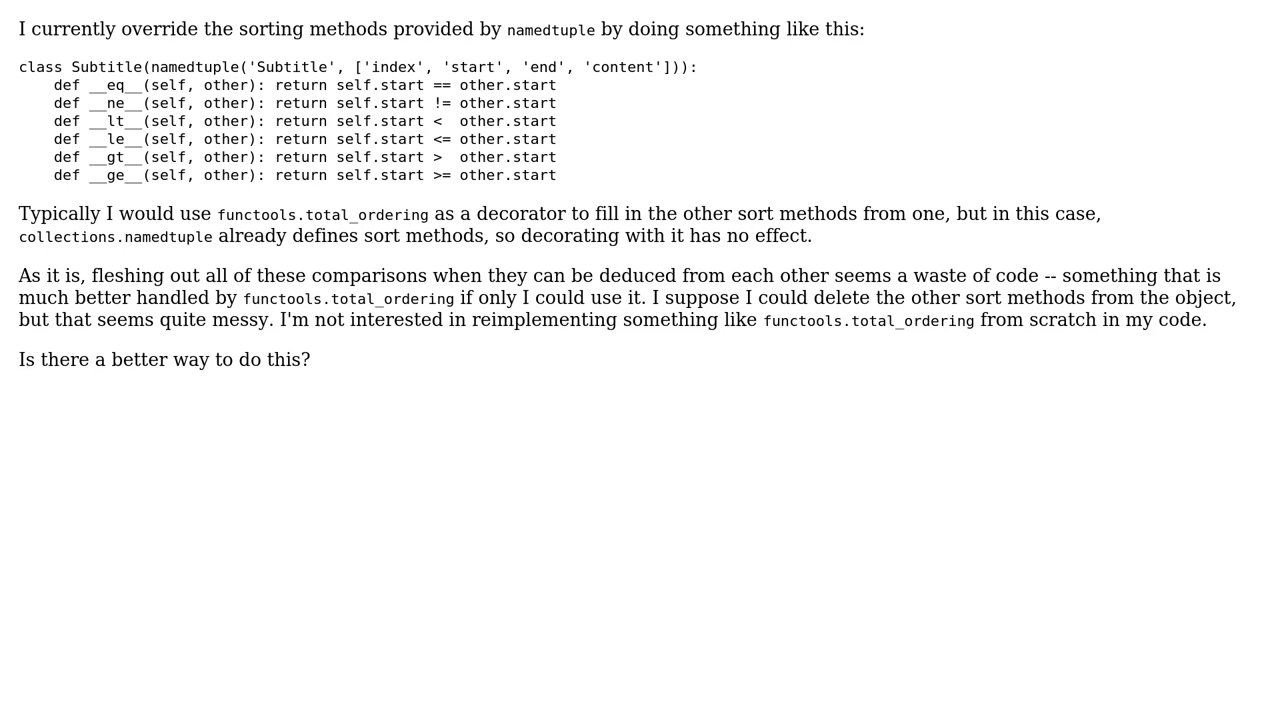 I currently override the sorting methods provided by namedtuple by doing something like this:
class Subtitle(namedtuple('Subtitle', ['index', 'start', 'end', 'content'])):
    def __eq__(self, other): return self.start == other.start
    def __ne__(self, other): return self.start != other.start
    def __lt__(self, other): return self.start <  other.start
    def __le__(self, other): return self.start <= other.start
    def __gt__(self, other): return self.start >  other.start
    def __ge__(self, other): return self.start >= other.start
Typically I would use functools.total_ordering as a decorator to fill in the other sort methods from one, but in this case,
collections.namedtuple already defines sort methods, so decorating with it has no effect.
As it is, fleshing out all of these comparisons when they can be deduced from each other seems a waste of code -- something that is
much better handled by functools.total_ordering if only I could use it. I suppose I could delete the other sort methods from the object,
but that seems quite messy. I'm not interested in reimplementing something like functools.total_ordering from scratch in my code.
Is there a better way to do this?